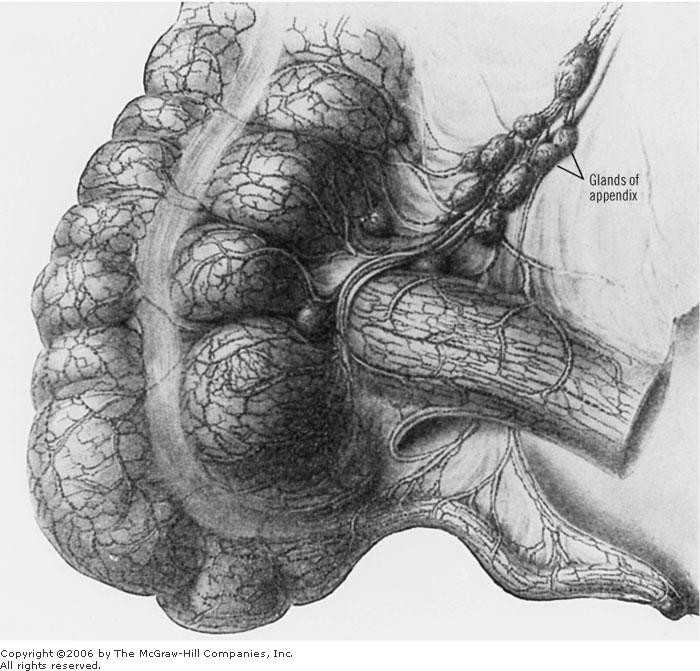 Glands of
appendix
Copyright ©2006 by The McGraw-Hill Companies, Inc.
All rights reserved.